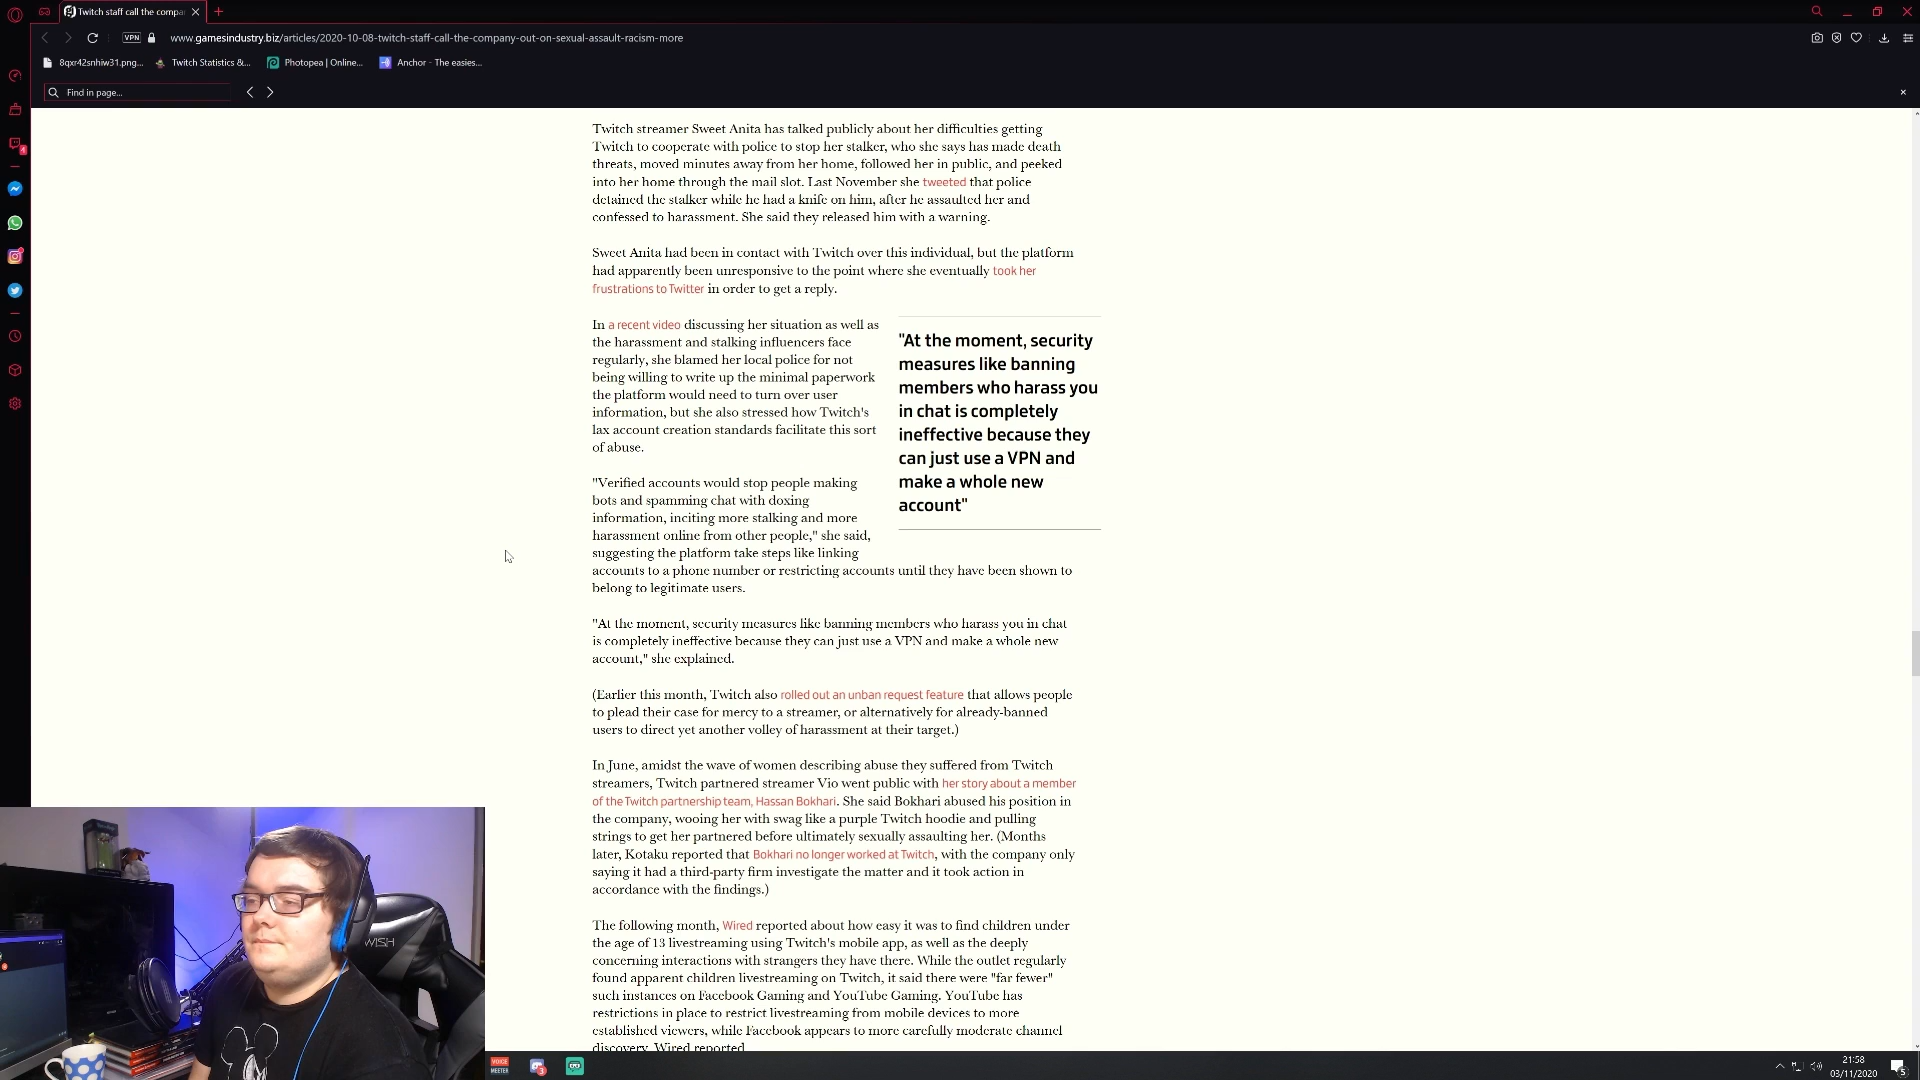 Twitch staff call the compa
www.gamesindustry.biz/articles/2020-10-08-twitch-staff-call-the-company-out-on-sexual-assault-racism-more
VPN
8qxr42snhiw31.png...
Twitch Statistics &...
Photopea | Online...
Anchor - The easies...
Find in page...
Twitch streamer Sweet Anita has talked publicly about her difficulties getting
Twitch to cooperate with police to stop her stalker, who she says has made death
threats, moved minutes away from her home, followed her in public, and peeked
into her home through the mail slot. Last November she tweeted that police
detained the stalker while he had a knife on him, after he assaulted her and
confessed to harassment. She said they released him with a warning.
Sweet Anita had been in contact with Twitch over this individual, but the platform
had apparently been unresponsive to the point where she eventually took her
frustrations to Twitter in order to get a reply.
In a recent video discussing her situation as well as
the harassment and stalking influencers face
regularly, she blamed her local police for not
being willing to write up the minimal paperwork
the platform would need to turn over user
information, but she also stressed how Twitch's
lax account creation standards facilitate this sort
of abuse.
"At the moment, security
measures like banning
members who harass you
in chat is completely
ineffective because they
can just use a VPN and
make a whole new
account"
"Verified accounts would stop people making
bots and spamming chat with doxing
information, inciting more stalking and more
harassment online from other people," she said,
suggesting the platform take steps like linking
accounts to a phone number or restricting accounts until they have been shown to
belong to legitimate users.
"At the moment, security measures like banning members who harass you in chat
is completely ineffective because they can just use a VPN and make a whole new
account," she explained.
(Earlier this month, Twitch also rolled out an unban request feature that allows people
to plead their case for mercy to a streamer, or alternatively for already-banned
users to direct yet another volley of harassment at their target.)
In June, amidst the wave of women describing abuse they suffered from Twitch
streamers, Twitch partnered streamer Vio went public with her story about a member
of the Twitch partnership team, Hassan Bokhari. She said Bokhari abused his position in
the company, wooing her with swag like a purple Twitch hoodie and pulling
strings to get her partnered before ultimately sexually assaulting her. (Months
later, Kotaku reported that Bokhari no longer worked at Twitch, with the company only
saying it had a third-party firm investigate the matter and it took action in
accordance with the findings.)
The following month, Wired reported about how easy it was to find children under
the age of 13 livestreaming using Twitch's mobile app, as well as the deeply
concerning interactions with strangers they have there. While the outlet regularly
found apparent children livestreaming on Twitch, it said there were "far fewer"
such instances on Facebook Gaming and YouTube Gaming. YouTube has
restrictions in place to restrict livestreaming from mobile devices to more
established viewers, while Facebook appears to more carefully moderate channel
discovery, Wired reported
VOICE
MEETER
3
21:58
03/11/2020
5